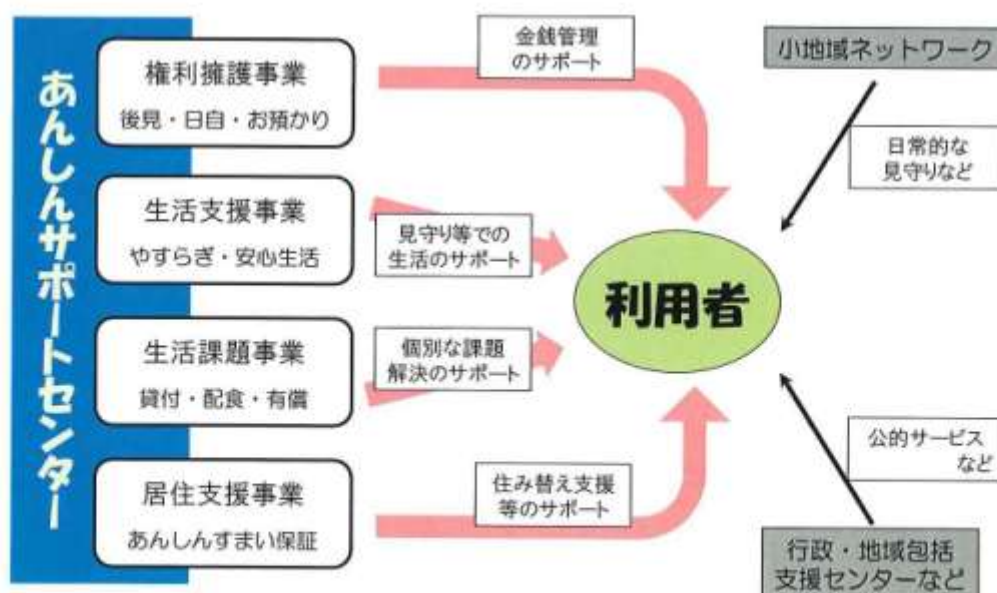 あんしんサポートセンター
権利擁護事業
後見・日自・お預かり
生活支援事業
やすらぎ・安心生活
生活課題事業
貸付・配食・有償
居住支援事業
あんしんすまい保証
金銭管理
のサポート
見守り等での
生活のサポート
個別な課題
解決のサポート
住み替え支援
等のサポート
利用者
小地域ネットワーク
日常的な
見守りなど
公的サービス
など
行政・地域包括
支援センターなど